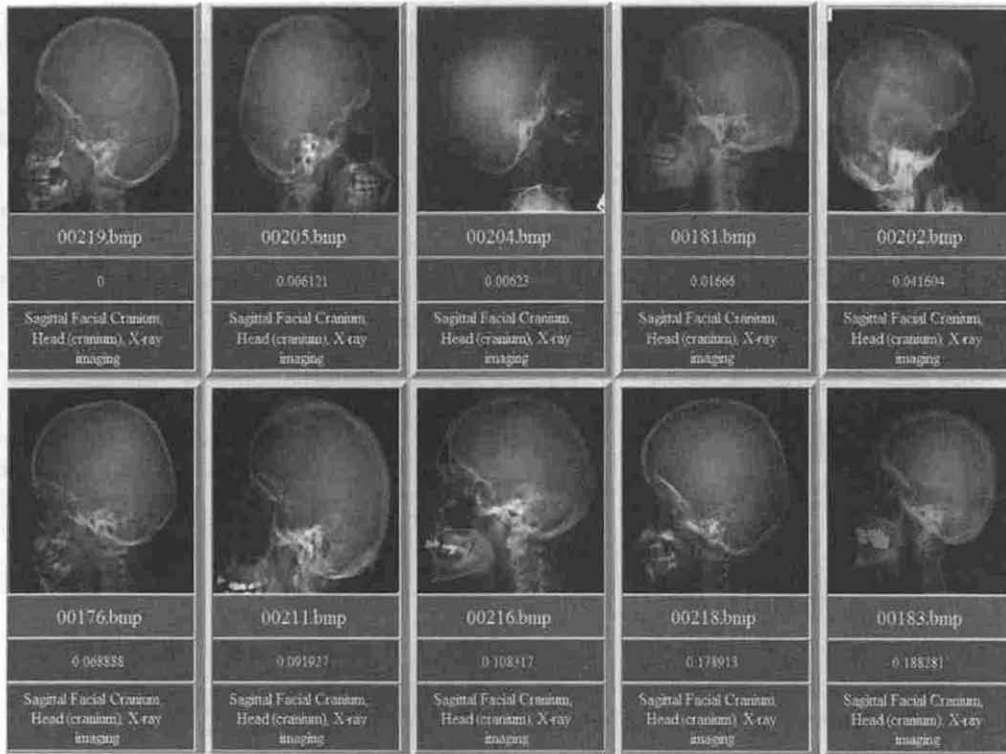 00219.bmp
0
Sagittal Facial Cranium,
Head (cranium), X-ray
imaging
00205.bmp
0.006121
Sagittal Facial Cranium,
Head (cranium), X-ray
imaging
00204.bmp
0.00623
Sagittal Facial Cranium,
Head (cranium), X-ray
imaging
00181.bmp
0.01666
Sagittal Facial Cranium,
Head (cranium), X-ray
imaging
00202.bmp
0.041604
Sagittal Facial Cranium,
Head (cranium), X-ray
imaging
00176.bmp
0.068888
Sagittal Facial Cranium,
Head (cranium), X-ray
imaging
00211.bmp
0.091927
Sagittal Facial Cranium,
Head (cranium), X-ray
imaging
00216.bmp
0.108317
Sagittal Facial Cranium,
Head (cranium), X-ray
imaging
00218.bmp
0.178913
Sagittal Facial Cranium,
Head (cranium), X-ray
imaging
00183.bmp
0.188281
Sagittal Facial Cranium,
Head (cranium), X-ray
imaging